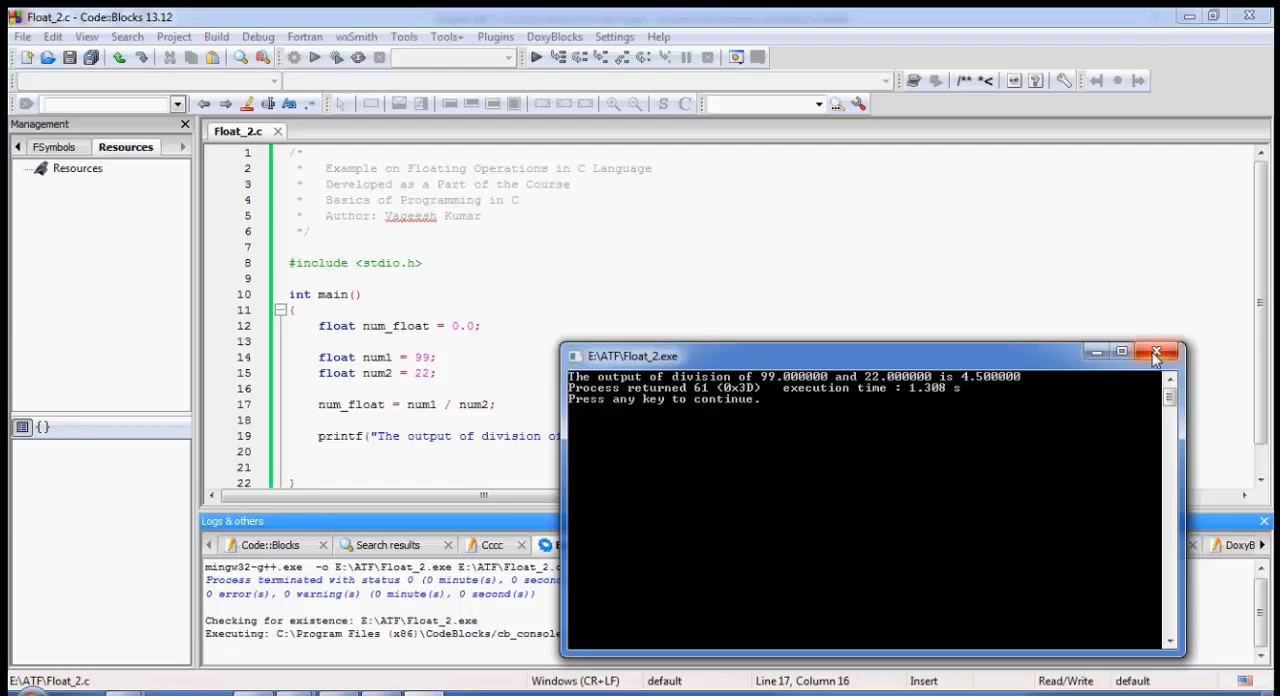 Float_2.c - Code::Blocks 13.12
File Edit View Search Project Build Debug Fortran wxSmith Tools Tools+ Plugins DoxyBlocks Settings Help
/** *<
S C
Management
FSymbols Resources
Resources
{}
Float_2.c
1 /*
2 * Example on Floating Operations in C Language
3 * Developed as a Part of the Course
4 * Basics of Programming in C
5 * Author: Vageesh Kumar
6 */
7
8 #include <stdio.h>
9
10 int main()
11 {
12 float num_float = 0.0;
13
14 float num1 = 99;
15 float num2 = 22;
16
17 num_float = num1 / num2;
18
19 printf("The output of division of
20
21
22 }
E:\ATF\Float_2.exe
The output of division of 99.000000 and 22.000000 is 4.500000
Process returned 61 (0x3D) execution time : 1.308 s
Press any key to continue.
Logs & others
Code::Blocks Search results Cccc DoxyB
mingw32-g++.exe -o E:\ATF\Float_2.exe
Process terminated with status 0 (0 minute(s), 0
0 error(s), 0 warning(s) (0 minute(s), 0 second(s))
Checking for existence: E:\ATF\Float_2.exe
Executing: C:\Program Files (x86)\CodeBlocks/cb_console
E:\ATF\Float_2.c Windows (CR+LF) default Line 17, Column 16 Insert Read/Write default